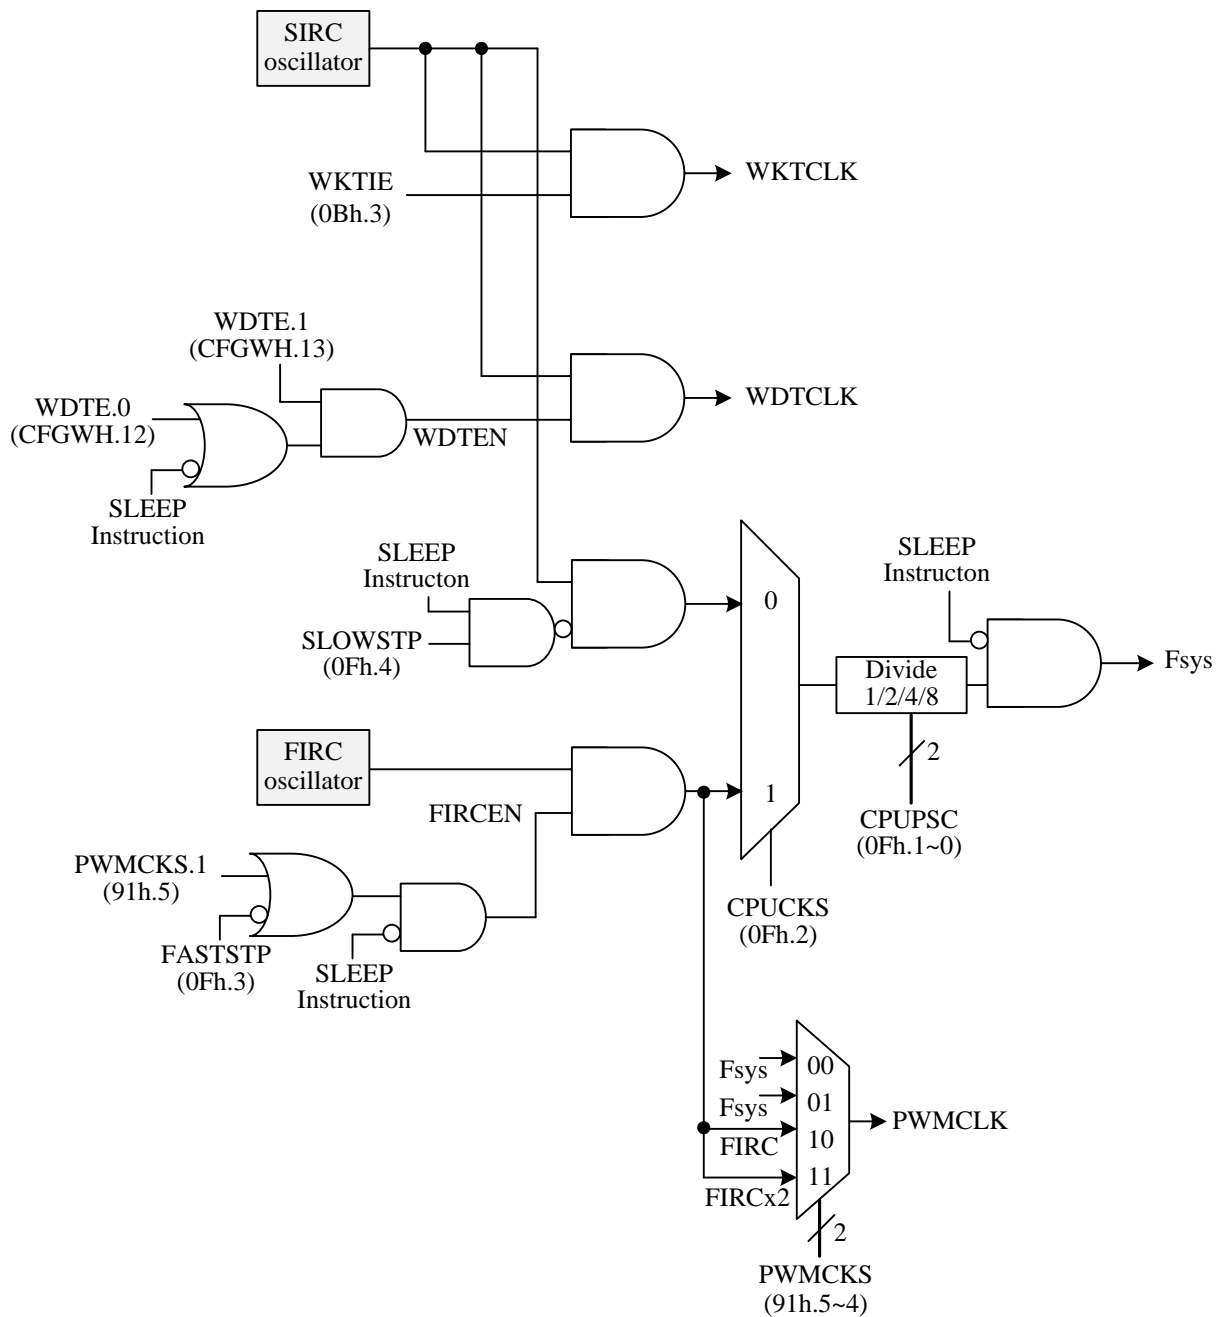 SIRC
oscillator
WKTIE
(0Bh.3)
WKTCLK
WDTE.1
(CFGWH.13)
WDTE.0
(CFGWH.12)
WDTEN
WDTCLK
SLEEP
Instruction
SLEEP
Instructon
SLOWSTP
(0Fh.4)
0
SLEEP
Instructon
Divide
1/2/4/8
Fsys
2
CPUPSC
(0Fh.1~0)
FIRC
oscillator
FIRCEN
1
CPUCKS
(0Fh.2)
PWMCKS.1
(91h.5)
FASTSTP
(0Fh.3)
SLEEP
Instruction
Fsys
00
Fsys
01
FIRC
10
FIRCx2
11
PWMCLK
2
PWMCKS
(91h.5~4)